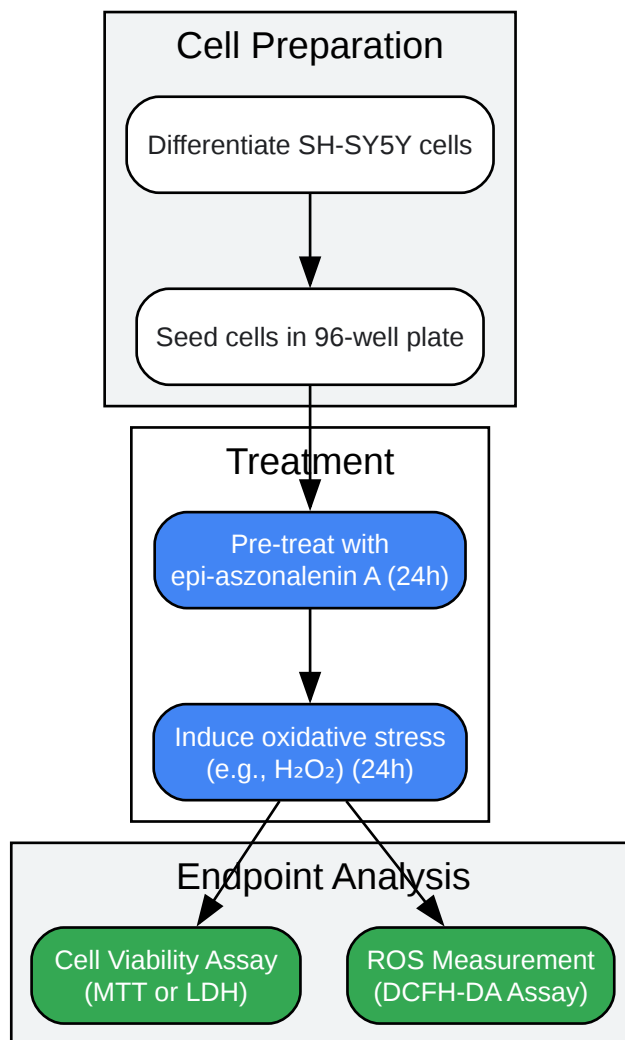 Cell Preparation
Differentiate SH-SY5Y cells
Seed cells in 96-well plate
Treatment
Pre-treat with
epi-aszonalenin A (24h)
Induce oxidative stress
(e.g., H₂O₂) (24h)
Endpoint Analysis
Cell Viability Assay
(MTT or LDH)
ROS Measurement
(DCFH-DA Assay)